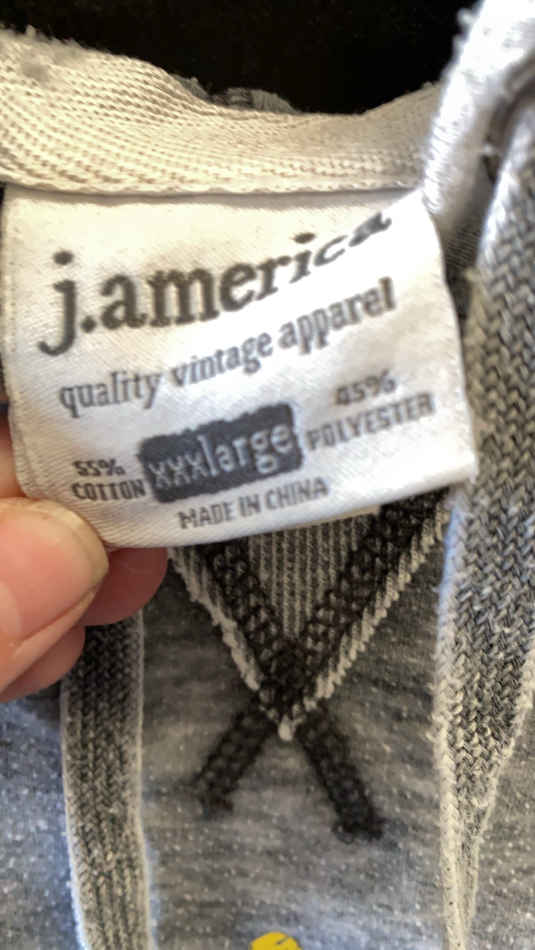 j.america
quality vintage apparel
55%
COTTON
xxxlarge
45%
POLYESTER
MADE IN CHINA